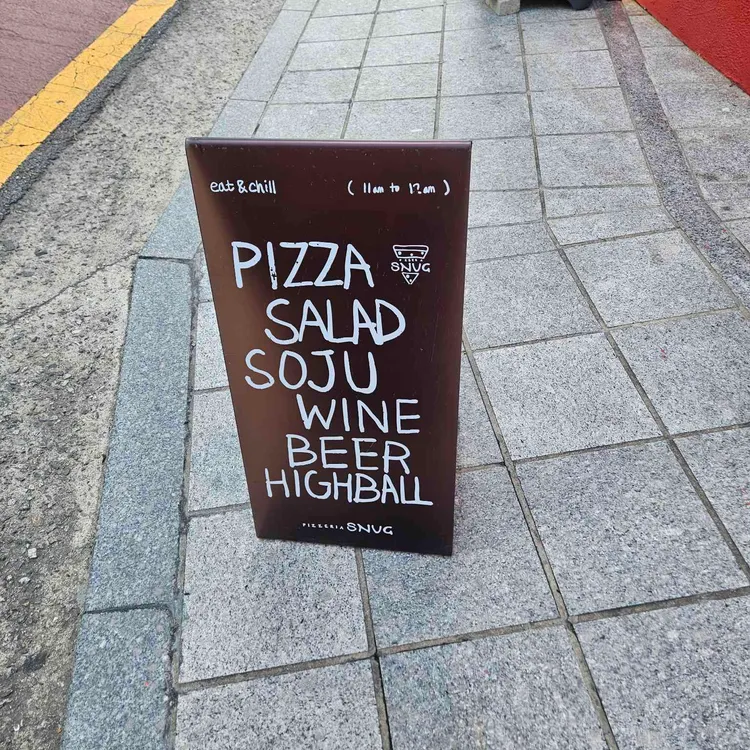 eat & chill
( 11am to 12am )
PIZZA
SNUG
SALAD
SOJU
WINE
BEER
HIGHBALL
PIZZERIA SNUG